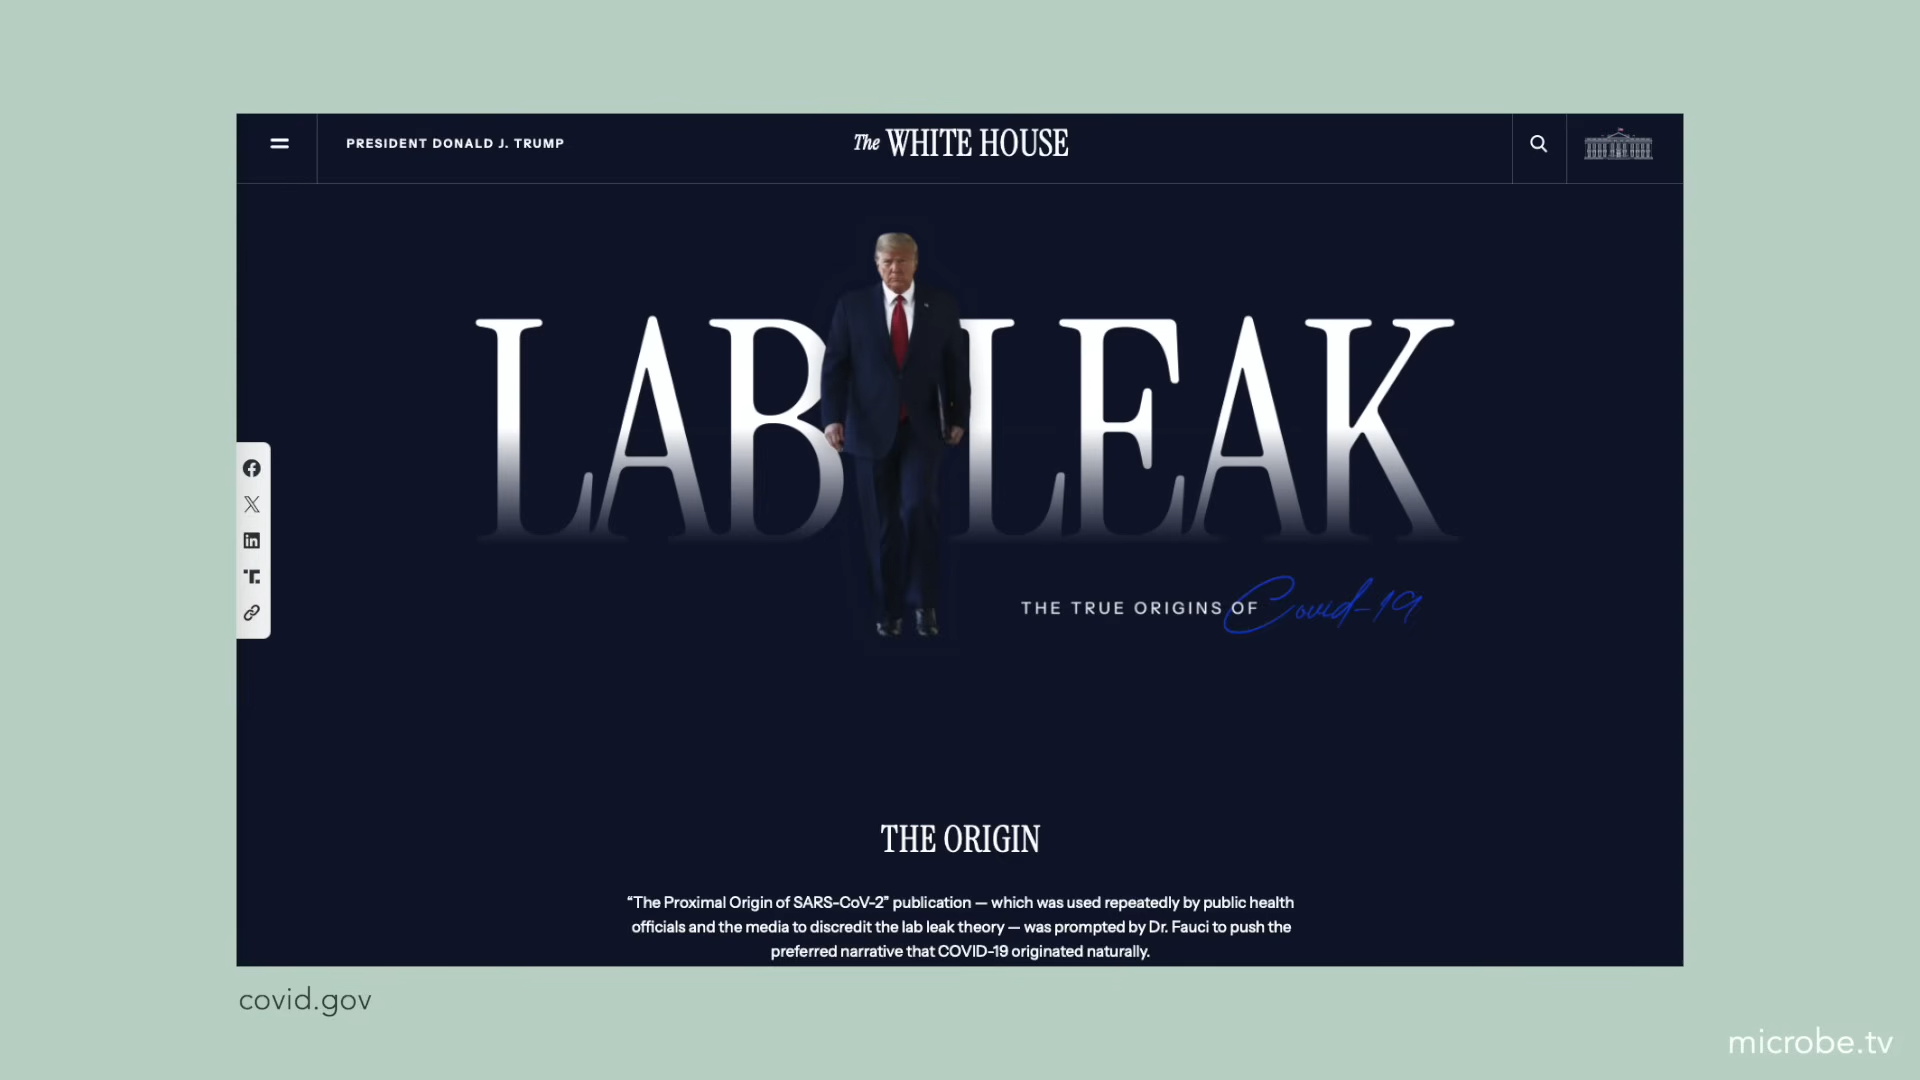 PRESIDENT DONALD J. TRUMP
The WHITE HOUSE
LAB LEAK
THE TRUE ORIGINS OF Covid-19
THE ORIGIN
“The Proximal Origin of SARS-CoV-2” publication — which was used repeatedly by public health
officials and the media to discredit the lab leak theory — was prompted by Dr. Fauci to push the
preferred narrative that COVID-19 originated naturally.
covid.gov
microbe.tv